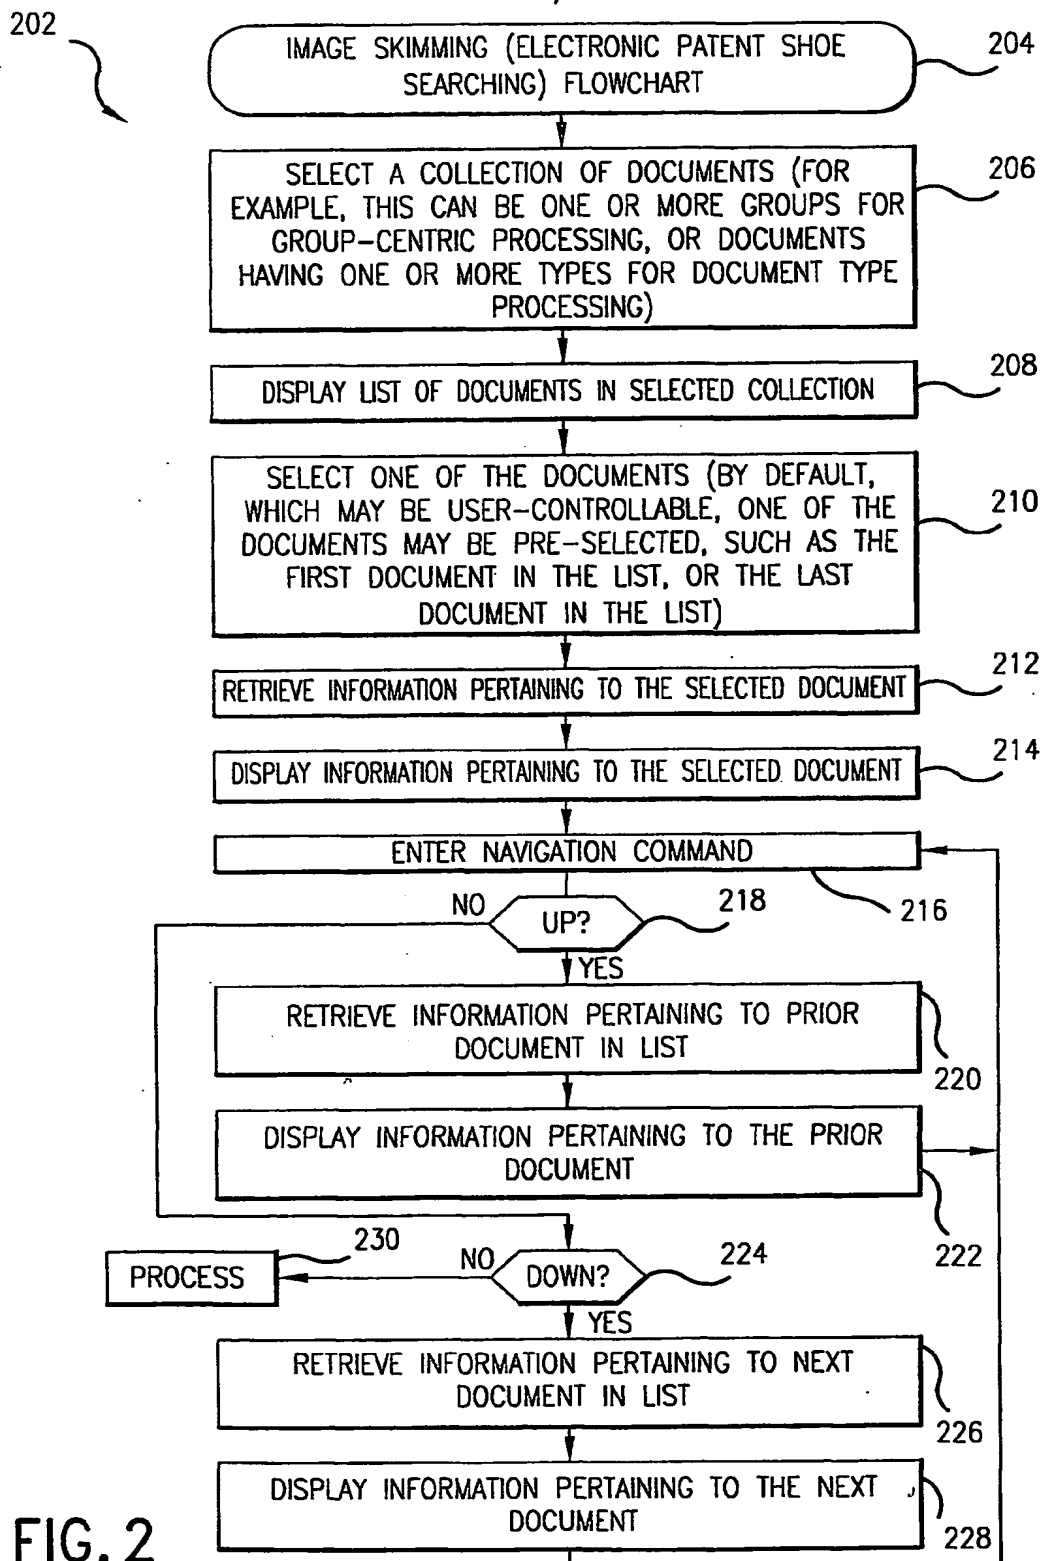 202
IMAGE SKIMMING (ELECTRONIC PATENT SHOE
SEARCHING) FLOWCHART
204
SELECT A COLLECTION OF DOCUMENTS (FOR
EXAMPLE, THIS CAN BE ONE OR MORE GROUPS FOR
GROUP-CENTRIC PROCESSING, OR DOCUMENTS
HAVING ONE OR MORE TYPES FOR DOCUMENT TYPE
PROCESSING)
206
DISPLAY LIST OF DOCUMENTS IN SELECTED COLLECTION
208
SELECT ONE OF THE DOCUMENTS (BY DEFAULT,
WHICH MAY BE USER-CONTROLLABLE, ONE OF THE
DOCUMENTS MAY BE PRE-SELECTED, SUCH AS THE
FIRST DOCUMENT IN THE LIST, OR THE LAST
DOCUMENT IN THE LIST)
210
RETRIEVE INFORMATION PERTAINING TO THE SELECTED DOCUMENT
212
DISPLAY INFORMATION PERTAINING TO THE SELECTED DOCUMENT
214
ENTER NAVIGATION COMMAND
216
NO
UP?
218
YES
RETRIEVE INFORMATION PERTAINING TO PRIOR
DOCUMENT IN LIST
220
DISPLAY INFORMATION PERTAINING TO THE PRIOR
DOCUMENT
222
PROCESS
230
NO
DOWN?
224
YES
RETRIEVE INFORMATION PERTAINING TO NEXT
DOCUMENT IN LIST
226
DISPLAY INFORMATION PERTAINING TO THE NEXT
DOCUMENT
228
FIG. 2